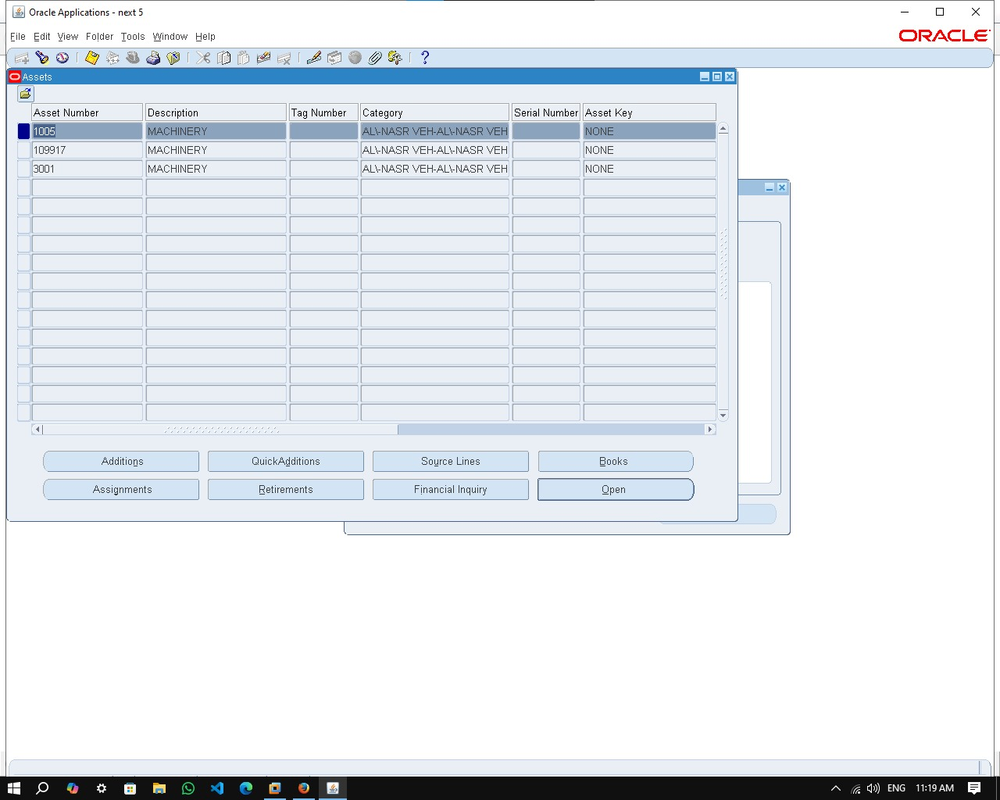 Oracle Applications - next 5
File Edit View Folder Tools Window Help
ORACLE
Assets
Asset Number Description Tag Number Category Serial Number Asset Key
1005 MACHINERY AL\-NASR VEH-AL\-NASR VEH NONE
109917 MACHINERY AL\-NASR VEH-AL\-NASR VEH NONE
3001 MACHINERY AL\-NASR VEH-AL\-NASR VEH NONE
Additions QuickAdditions Source Lines Books
Assignments Retirements Financial Inquiry Open
ENG 11:19 AM